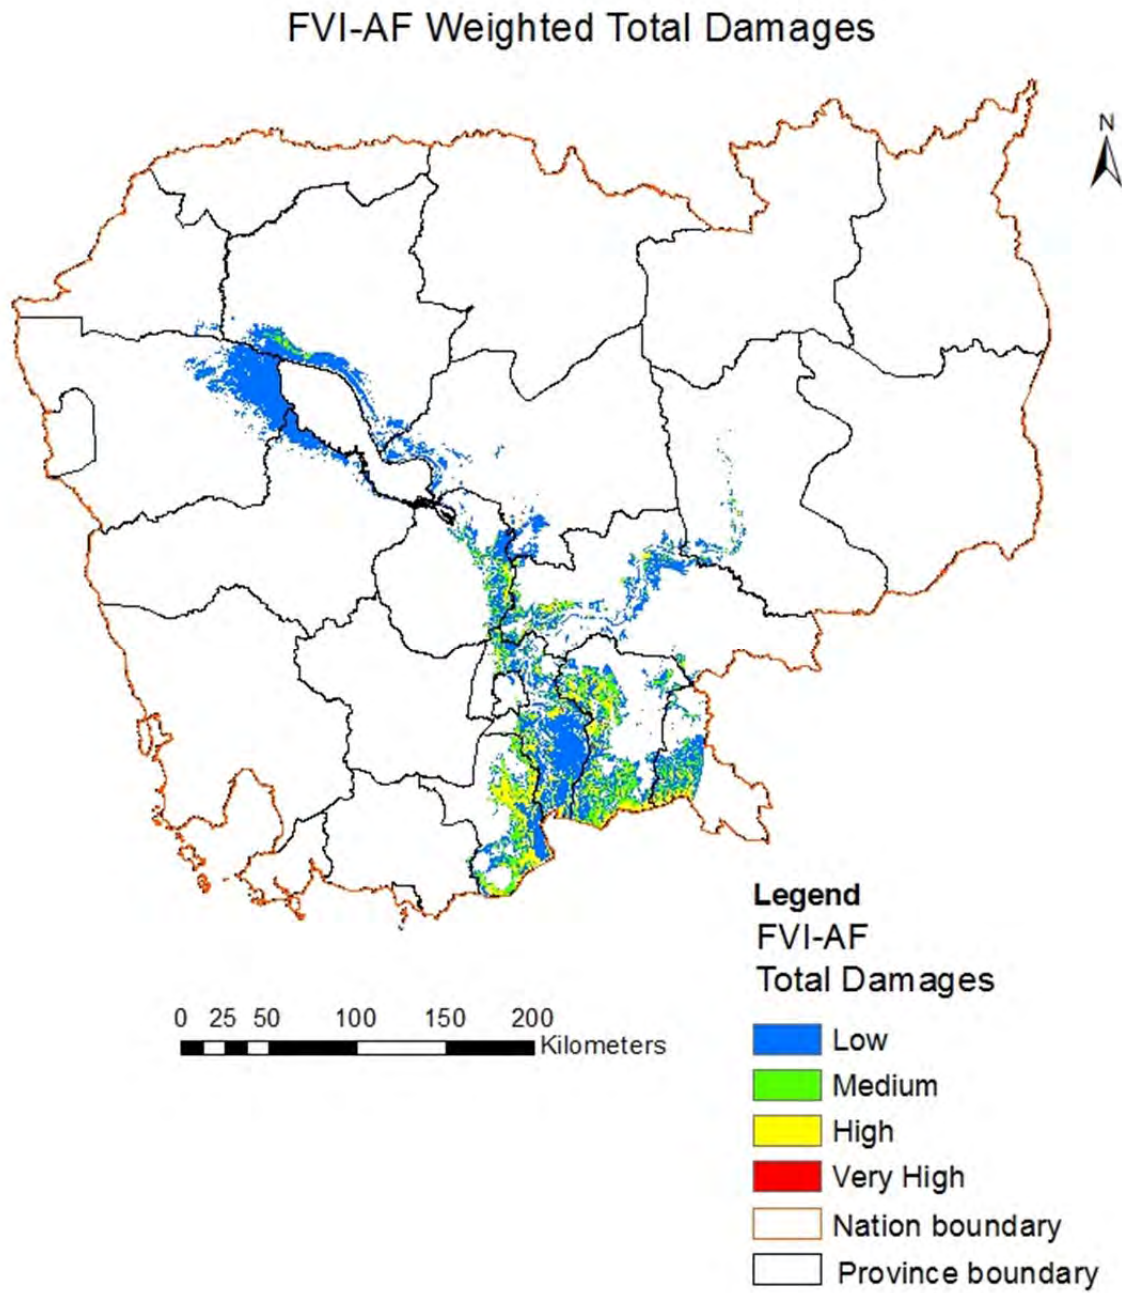 FVI-AF Weighted Total Damages
N
Legend
FVI-AF
Total Damages
0 25 50 100 150 200
Kilometers
Low
Medium
High
Very High
Nation boundary
Province boundary